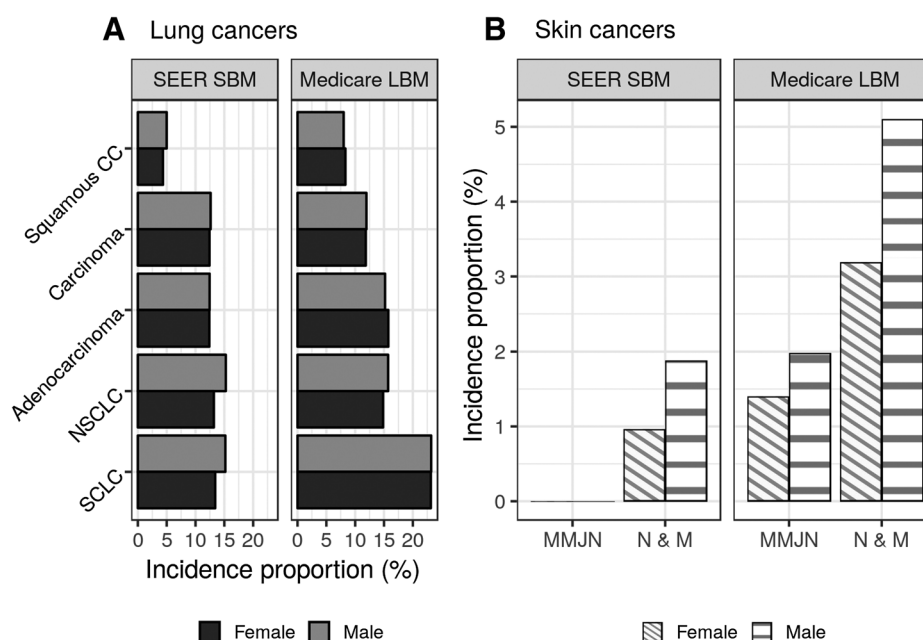 A Lung cancers
SEER SBM Medicare LBM
Squamous CC
Carcinoma
Adenocarcinoma
NSCLC
SCLC
0 5 10 15 20 0 5 10 15 20
Incidence proportion (%)
Female Male
B Skin cancers
SEER SBM Medicare LBM
Incidence proportion (%)
5
4
3
2
1
0
MMJN N & M MMJN N & M
Female Male